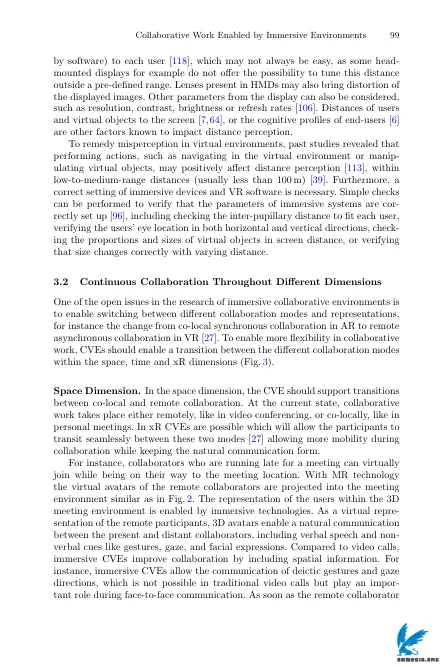 Collaborative Work Enabled by Immersive Environments 99
by software) to each user [118], which may not always be easy, as some head-
mounted displays for example do not offer the possibility to tune this distance
outside a pre-defined range. Lenses present in HMDs may also bring distortion of
the displayed images. Other parameters from the display can also be considered,
such as resolution, contrast, brightness or refresh rates [106]. Distances of users
and virtual objects to the screen [7,64], or the cognitive profiles of end-users [6]
are other factors known to impact distance perception.
To remedy misperception in virtual environments, past studies revealed that
performing actions, such as navigating in the virtual environment or manip-
ulating virtual objects, may positively affect distance perception [113], within
low-to-medium-range distances (usually less than 100 m) [39]. Furthermore, a
correct setting of immersive devices and VR software is necessary. Simple checks
can be performed to verify that the parameters of immersive systems are cor-
rectly set up [96], including checking the inter-pupillary distance to fit each user,
verifying the users' eye location in both horizontal and vertical directions, check-
ing the proportions and sizes of virtual objects in screen distance, or verifying
that size changes correctly with varying distance.
3.2 Continuous Collaboration Throughout Different Dimensions
One of the open issues in the research of immersive collaborative environments is
to enable switching between different collaboration modes and representations,
for instance the change from co-local synchronous collaboration in AR to remote
asynchronous collaboration in VR [27]. To enable more flexibility in collaborative
work, CVEs should enable a transition between the different collaboration modes
within the space, time and xR dimensions (Fig. 3).
Space Dimension. In the space dimension, the CVE should support transitions
between co-local and remote collaboration. At the current state, collaborative
work takes place either remotely, like in video conferencing, or co-locally, like in
personal meetings. In xR CVEs are possible which will allow the participants to
transit seamlessly between these two modes [27] allowing more mobility during
collaboration while keeping the natural communication form.
For instance, collaborators who are running late for a meeting can virtually
join while being on their way to the meeting location. With MR technology
the virtual avatars of the remote collaborators are projected into the meeting
environment similar as in Fig. 2. The representation of the users within the 3D
meeting environment is enabled by immersive technologies. As a virtual repre-
sentation of the remote participants, 3D avatars enable a natural communication
between the present and distant collaborators, including verbal speech and non-
verbal cues like gestures, gaze, and facial expressions. Compared to video calls,
immersive CVEs improve collaboration by including spatial information. For
instance, immersive CVEs allow the communication of deictic gestures and gaze
directions, which is not possible in traditional video calls but play an impor-
tant role during face-to-face communication. As soon as the remote collaborator